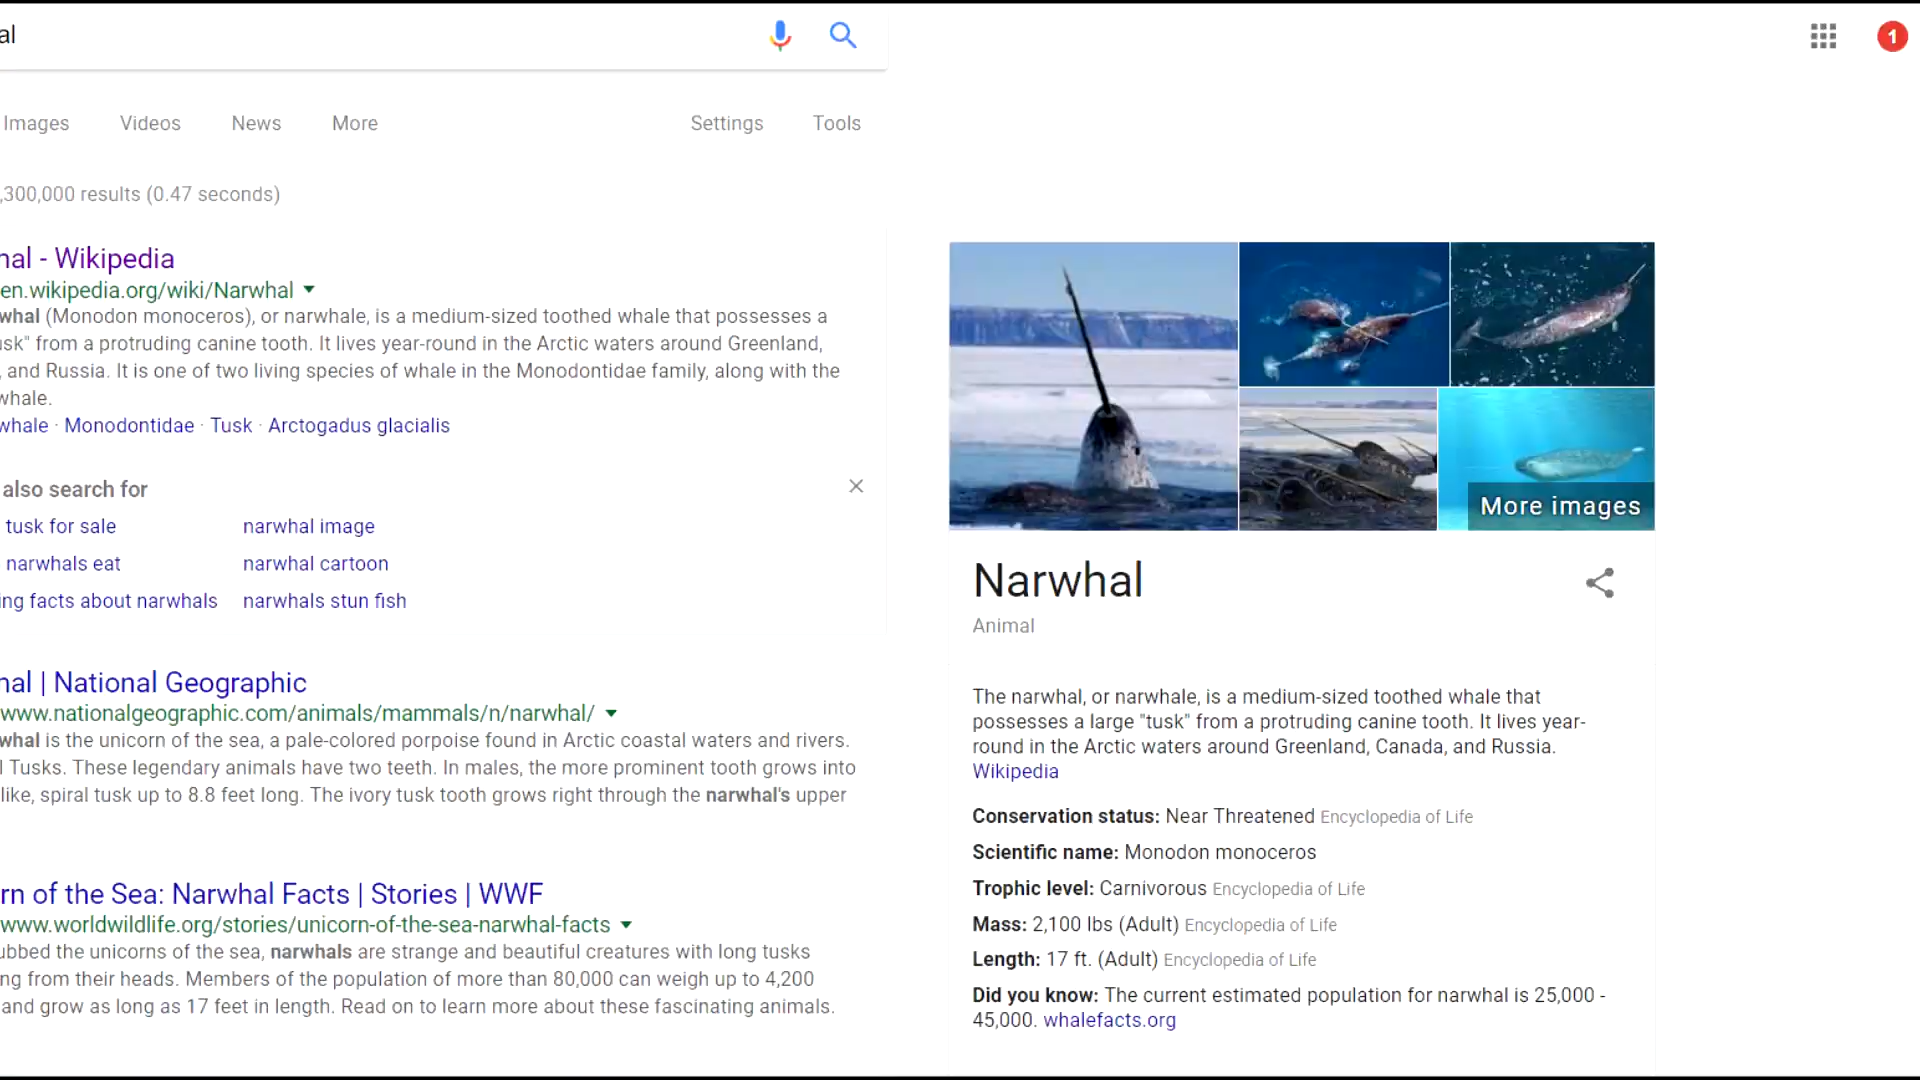 al
1
Images Videos News More Settings Tools
,300,000 results (0.47 seconds)
nal - Wikipedia
en.wikipedia.org/wiki/Narwhal
whal (Monodon monoceros), or narwhale, is a medium-sized toothed whale that possesses a
usk" from a protruding canine tooth. It lives year-round in the Arctic waters around Greenland,
, and Russia. It is one of two living species of whale in the Monodontidae family, along with the
whale.
whale · Monodontidae · Tusk · Arctogadus glacialis
also search for
tusk for sale narwhal image
narwhals eat narwhal cartoon
ing facts about narwhals narwhals stun fish
nal | National Geographic
www.nationalgeographic.com/animals/mammals/n/narwhal/
whal is the unicorn of the sea, a pale-colored porpoise found in Arctic coastal waters and rivers.
l Tusks. These legendary animals have two teeth. In males, the more prominent tooth grows into
like, spiral tusk up to 8.8 feet long. The ivory tusk tooth grows right through the narwhal's upper
rn of the Sea: Narwhal Facts | Stories | WWF
www.worldwildlife.org/stories/unicorn-of-the-sea-narwhal-facts
ubbed the unicorns of the sea, narwhals are strange and beautiful creatures with long tusks
ng from their heads. Members of the population of more than 80,000 can weigh up to 4,200
and grow as long as 17 feet in length. Read on to learn more about these fascinating animals.
More images
Narwhal
Animal
The narwhal, or narwhale, is a medium-sized toothed whale that
possesses a large "tusk" from a protruding canine tooth. It lives year-
round in the Arctic waters around Greenland, Canada, and Russia.
Wikipedia
Conservation status: Near Threatened Encyclopedia of Life
Scientific name: Monodon monoceros
Trophic level: Carnivorous Encyclopedia of Life
Mass: 2,100 lbs (Adult) Encyclopedia of Life
Length: 17 ft. (Adult) Encyclopedia of Life
Did you know: The current estimated population for narwhal is 25,000 -
45,000. whalefacts.org